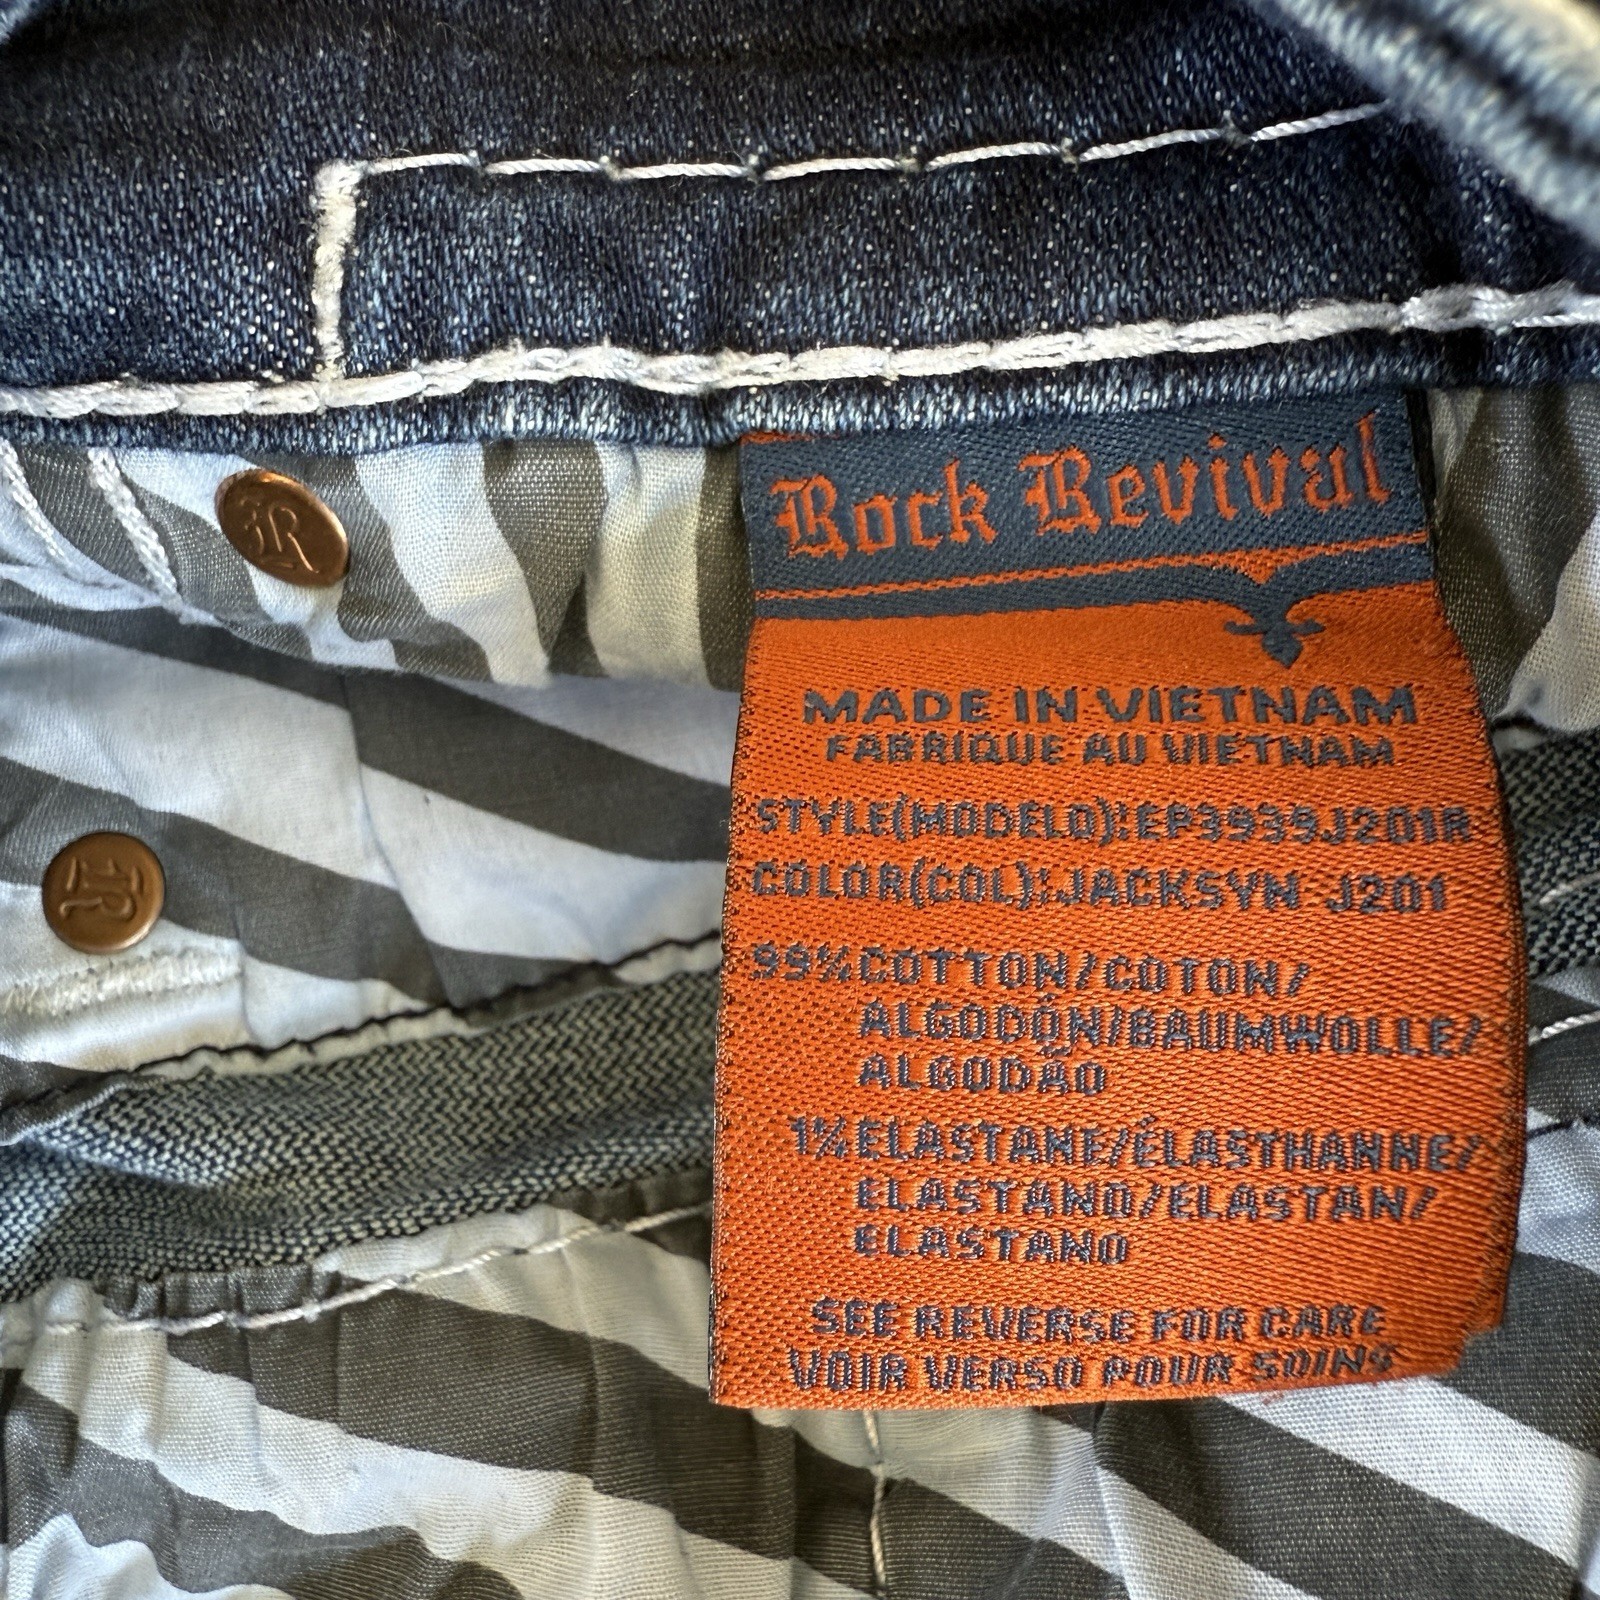 Rock Revival
MADE IN VIETNAM
FABRIQUE AU VIETNAM
STYLE(MODELO):EP3939J201R
COLOR(COL):JACKSYN J201
99%COTTON/COTON/
ALGODÓN/BAUMWOLLE/
ALGODÃO
1%ELASTANE/ÉLASTHANNE/
ELASTANO/ELASTAN/
ELASTANO
SEE REVERSE FOR CARE
VOIR VERSO POUR SOINS